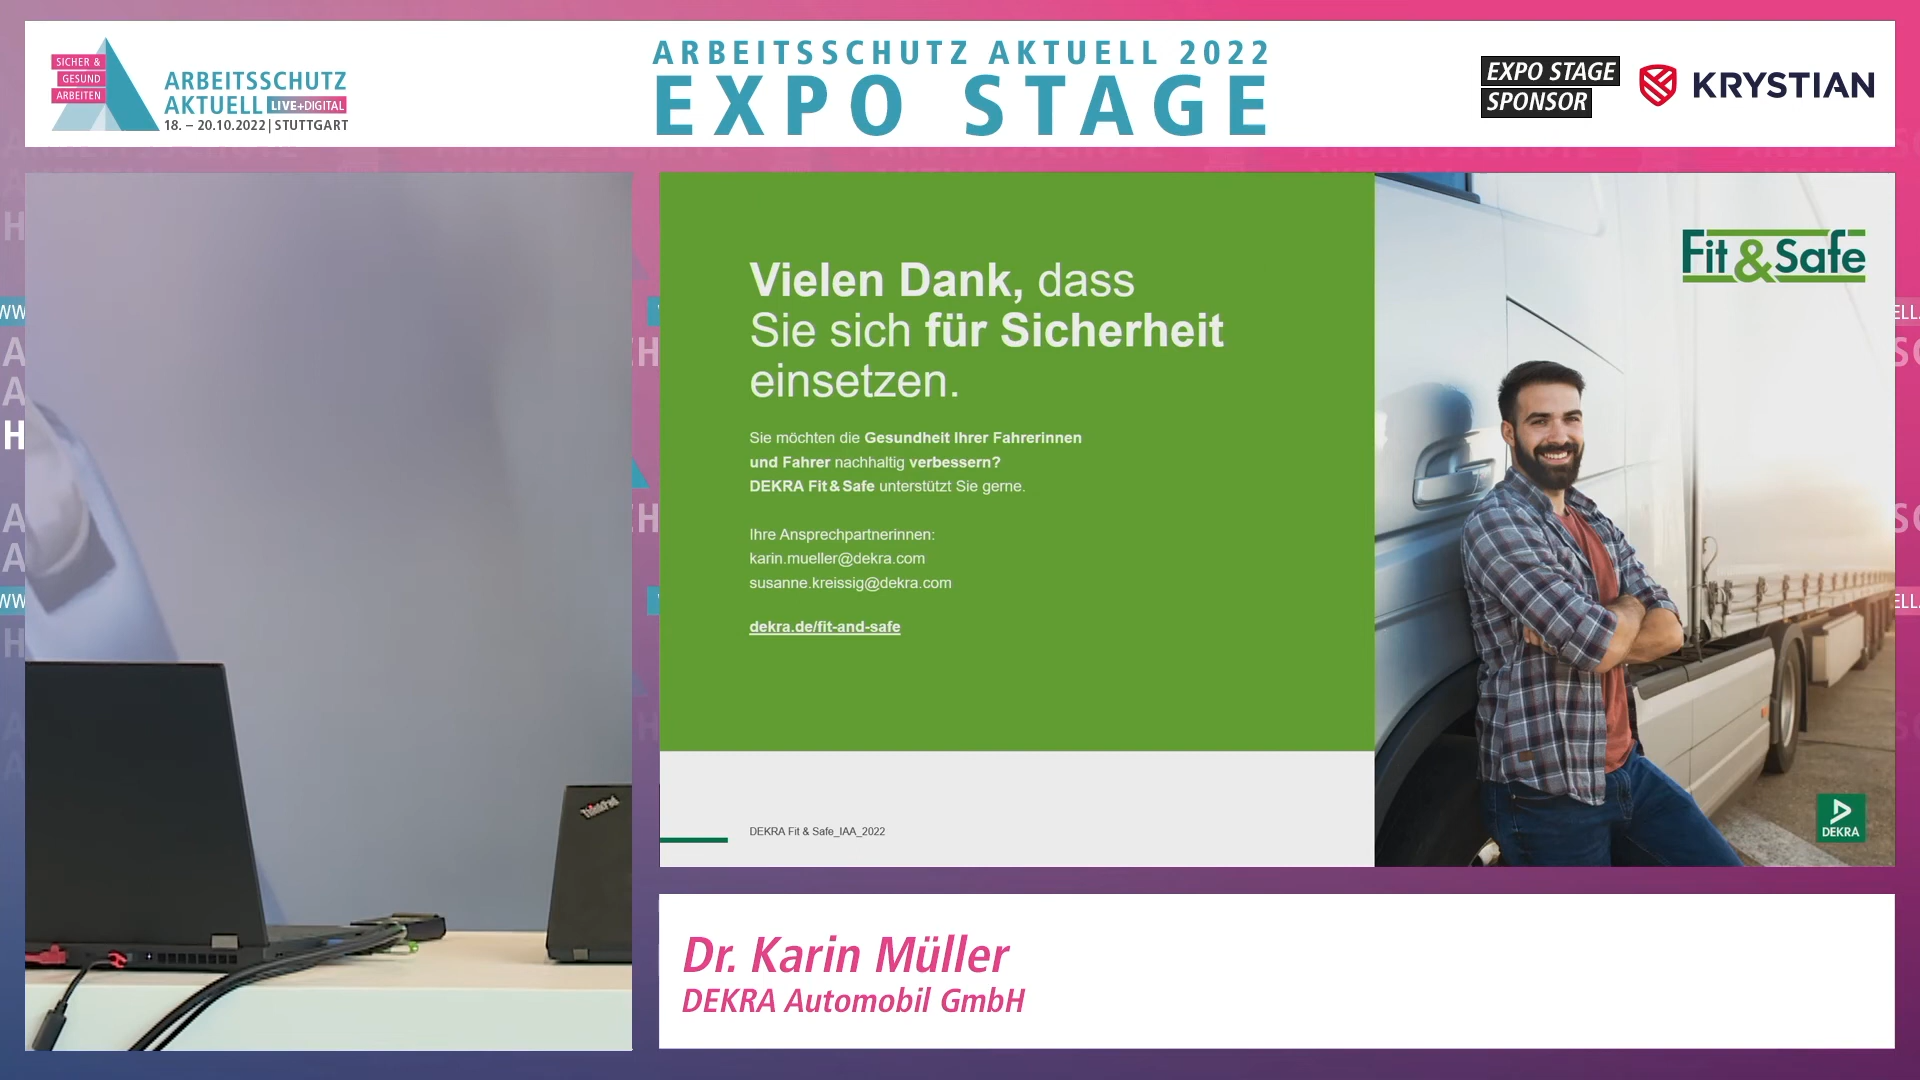 SICHER &
GESUND
ARBEITEN
ARBEITSSCHUTZ
AKTUELL LIVE+DIGITAL
18. – 20.10.2022 | STUTTGART
ARBEITSSCHUTZ AKTUELL 2022
EXPO STAGE
EXPO STAGE
SPONSOR
KRYSTIAN
Vielen Dank, dass
Sie sich für Sicherheit
einsetzen.
Sie möchten die Gesundheit Ihrer Fahrerinnen
und Fahrer nachhaltig verbessern?
DEKRA Fit & Safe unterstützt Sie gerne.
Ihre Ansprechpartnerinnen:
karin.mueller@dekra.com
susanne.kreissig@dekra.com
dekra.de/fit-and-safe
DEKRA Fit & Safe_IAA_2022
Fit & Safe
DEKRA
ThinkPad
Dr. Karin Müller
DEKRA Automobil GmbH